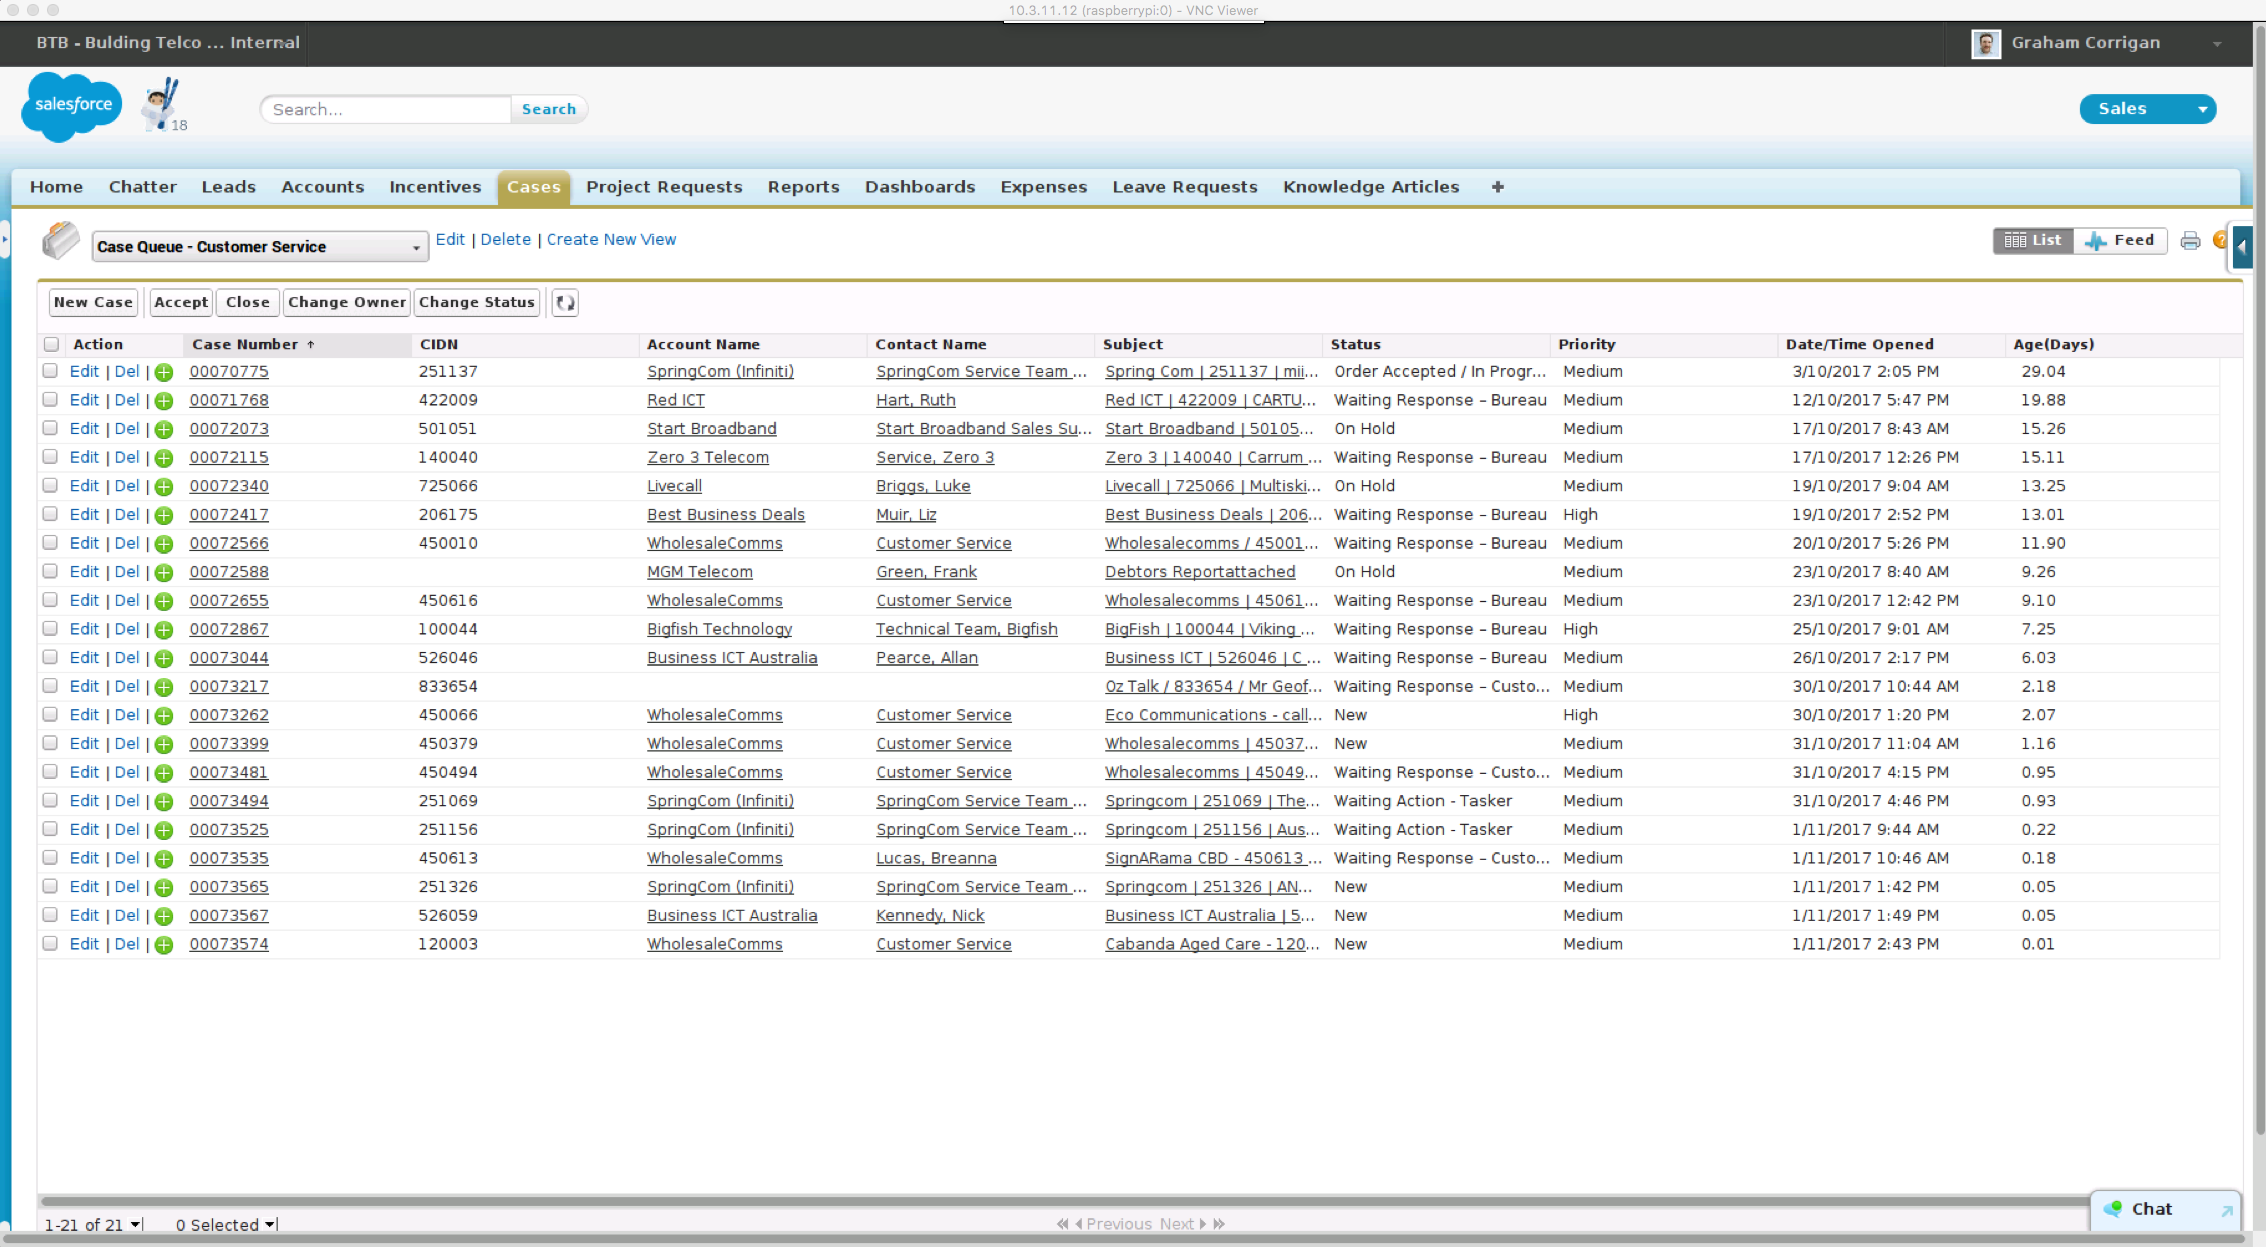 10.3.11.12 (raspberrypi:0) - VNC Viewer
BTB - Bulding Telco ... Internal
Graham Corrigan
salesforce
18
Search...
Search
Sales
Home Chatter Leads Accounts Incentives Cases Project Requests Reports Dashboards Expenses Leave Requests Knowledge Articles +
Case Queue - Customer Service
Edit | Delete | Create New View
List Feed ?
New Case Accept Close Change Owner Change Status
Action Case Number ↑ CIDN Account Name Contact Name Subject Status Priority Date/Time Opened Age(Days)
Edit | Del | 00070775 251137 SpringCom (Infiniti) SpringCom Service Team ... Spring Com | 251137 | mii... Order Accepted / In Progr... Medium 3/10/2017 2:05 PM 29.04
Edit | Del | 00071768 422009 Red ICT Hart, Ruth Red ICT | 422009 | CARTU... Waiting Response – Bureau Medium 12/10/2017 5:47 PM 19.88
Edit | Del | 00072073 501051 Start Broadband Start Broadband Sales Su... Start Broadband | 50105... On Hold Medium 17/10/2017 8:43 AM 15.26
Edit | Del | 00072115 140040 Zero 3 Telecom Service, Zero 3 Zero 3 | 140040 | Carrum ... Waiting Response – Bureau Medium 17/10/2017 12:26 PM 15.11
Edit | Del | 00072340 725066 Livecall Briggs, Luke Livecall | 725066 | Multiski... On Hold Medium 19/10/2017 9:04 AM 13.25
Edit | Del | 00072417 206175 Best Business Deals Muir, Liz Best Business Deals | 206... Waiting Response – Bureau High 19/10/2017 2:52 PM 13.01
Edit | Del | 00072566 450010 WholesaleComms Customer Service Wholesalecomms / 45001... Waiting Response – Bureau Medium 20/10/2017 5:26 PM 11.90
Edit | Del | 00072588 MGM Telecom Green, Frank Debtors Reportattached On Hold Medium 23/10/2017 8:40 AM 9.26
Edit | Del | 00072655 450616 WholesaleComms Customer Service Wholesalecomms | 45061... Waiting Response – Bureau Medium 23/10/2017 12:42 PM 9.10
Edit | Del | 00072867 100044 Bigfish Technology Technical Team, Bigfish BigFish | 100044 | Viking ... Waiting Response – Bureau High 25/10/2017 9:01 AM 7.25
Edit | Del | 00073044 526046 Business ICT Australia Pearce, Allan Business ICT | 526046 | C ... Waiting Response – Bureau Medium 26/10/2017 2:17 PM 6.03
Edit | Del | 00073217 833654 Oz Talk / 833654 / Mr Geof... Waiting Response – Custo... Medium 30/10/2017 10:44 AM 2.18
Edit | Del | 00073262 450066 WholesaleComms Customer Service Eco Communications - call... New High 30/10/2017 1:20 PM 2.07
Edit | Del | 00073399 450379 WholesaleComms Customer Service Wholesalecomms | 45037... New Medium 31/10/2017 11:04 AM 1.16
Edit | Del | 00073481 450494 WholesaleComms Customer Service Wholesalecomms | 45049... Waiting Response – Custo... Medium 31/10/2017 4:15 PM 0.95
Edit | Del | 00073494 251069 SpringCom (Infiniti) SpringCom Service Team ... Springcom | 251069 | The... Waiting Action - Tasker Medium 31/10/2017 4:46 PM 0.93
Edit | Del | 00073525 251156 SpringCom (Infiniti) SpringCom Service Team ... Springcom | 251156 | Aus... Waiting Action - Tasker Medium 1/11/2017 9:44 AM 0.22
Edit | Del | 00073535 450613 WholesaleComms Lucas, Breanna SignARama CBD - 450613 ... Waiting Response – Custo... Medium 1/11/2017 10:46 AM 0.18
Edit | Del | 00073565 251326 SpringCom (Infiniti) SpringCom Service Team ... Springcom | 251326 | AN... New Medium 1/11/2017 1:42 PM 0.05
Edit | Del | 00073567 526059 Business ICT Australia Kennedy, Nick Business ICT Australia | 5... New Medium 1/11/2017 1:49 PM 0.05
Edit | Del | 00073574 120003 WholesaleComms Customer Service Cabanda Aged Care - 120... New Medium 1/11/2017 2:43 PM 0.01
1-21 of 21 0 Selected Previous Next
Chat